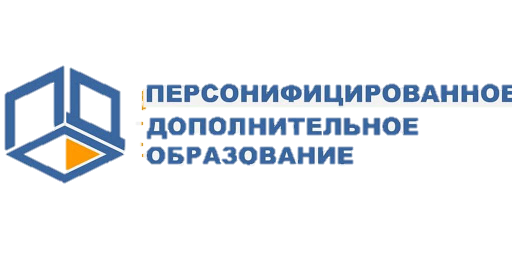 ПЕРСОНИФИЦИРОВАННОЕ
ДОПОЛНИТЕЛЬНОЕ
ОБРАЗОВАНИЕ